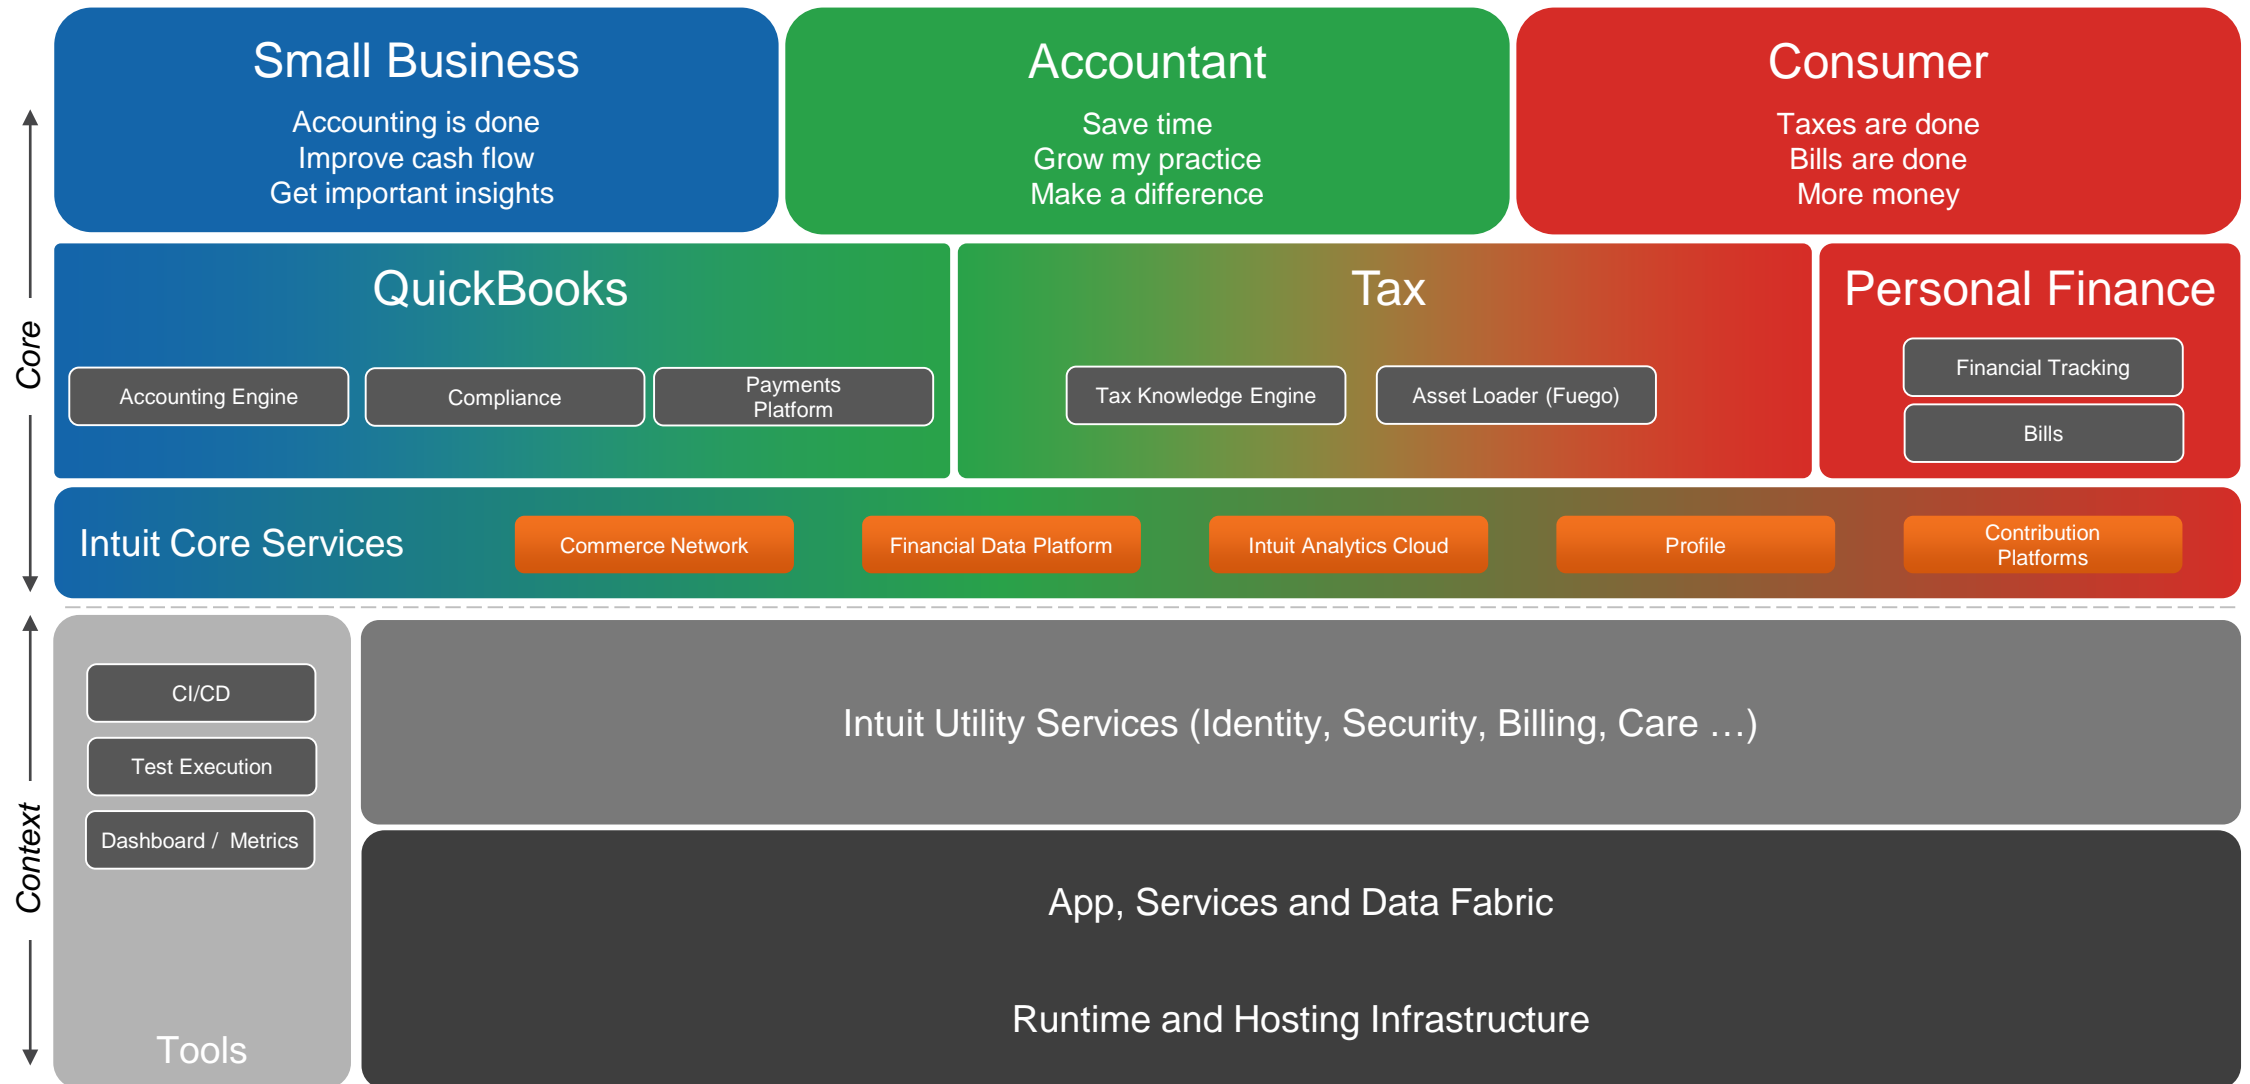 Small Business
Accounting is done
Improve cash flow
Get important insights
Accountant
Save time
Grow my practice
Make a difference
Consumer
Taxes are done
Bills are done
More money
Core
QuickBooks
Accounting Engine
Compliance
Payments
Platform
Tax
Tax Knowledge Engine
Asset Loader (Fuego)
Personal Finance
Financial Tracking
Bills
Intuit Core Services
Commerce Network
Financial Data Platform
Intuit Analytics Cloud
Profile
Contribution
Platforms
Context
CI/CD
Test Execution
Dashboard / Metrics
Tools
Intuit Utility Services (Identity, Security, Billing, Care …)
App, Services and Data Fabric
Runtime and Hosting Infrastructure